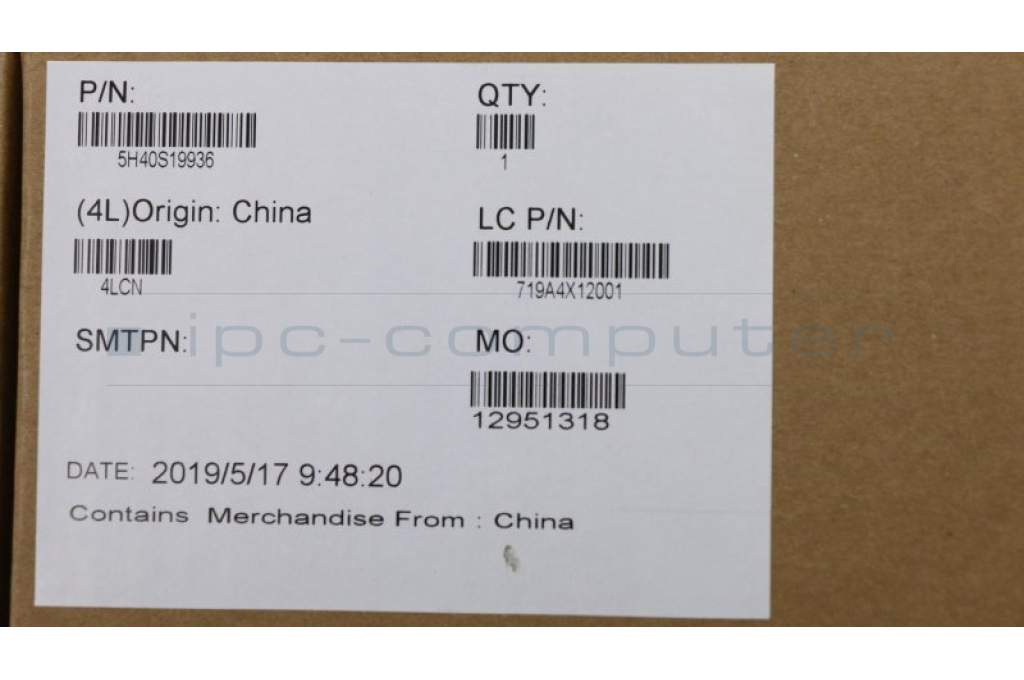 P/N:
5H40S19936
QTY:
1
(4L)Origin: China
4LCN
LC P/N:
719A4X12001
SMTPN:
MO:
12951318
ipc-computer
DATE: 2019/5/17 9:48:20
Contains Merchandise From : China